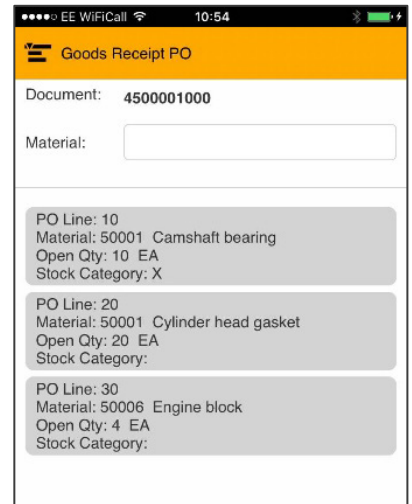 EE WiFiCall 10:54
Goods Receipt PO
Document: 4500001000
Material:
PO Line: 10
Material: 50001 Camshaft bearing
Open Qty: 10 EA
Stock Category: X
PO Line: 20
Material: 50001 Cylinder head gasket
Open Qty: 20 EA
Stock Category:
PO Line: 30
Material: 50006 Engine block
Open Qty: 4 EA
Stock Category: